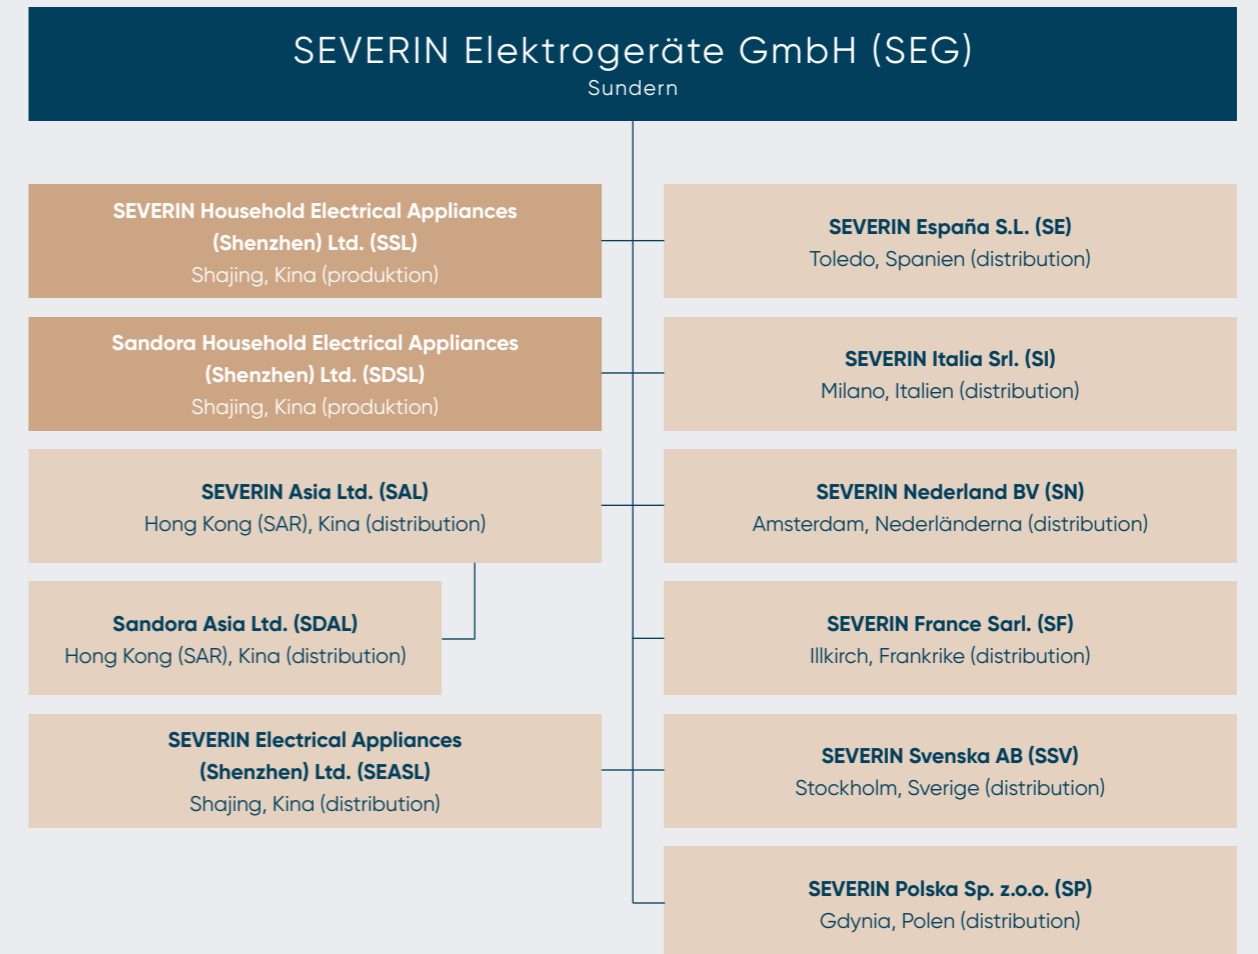 SEVERIN Elektrogeräte GmbH (SEG)
Sundern
SEVERIN Household Electrical Appliances
(Shenzhen) Ltd. (SSL)
Shajing, Kina (produktion)
Sandora Household Electrical Appliances
(Shenzhen) Ltd. (SDSL)
Shajing, Kina (produktion)
SEVERIN Asia Ltd. (SAL)
Hong Kong (SAR), Kina (distribution)
Sandora Asia Ltd. (SDAL)
Hong Kong (SAR), Kina (distribution)
SEVERIN Electrical Appliances
(Shenzhen) Ltd. (SEASL)
Shajing, Kina (distribution)
SEVERIN España S.L. (SE)
Toledo, Spanien (distribution)
SEVERIN Italia Srl. (SI)
Milano, Italien (distribution)
SEVERIN Nederland BV (SN)
Amsterdam, Nederländerna (distribution)
SEVERIN France Sarl. (SF)
Illkirch, Frankrike (distribution)
SEVERIN Svenska AB (SSV)
Stockholm, Sverige (distribution)
SEVERIN Polska Sp. z.o.o. (SP)
Gdynia, Polen (distribution)